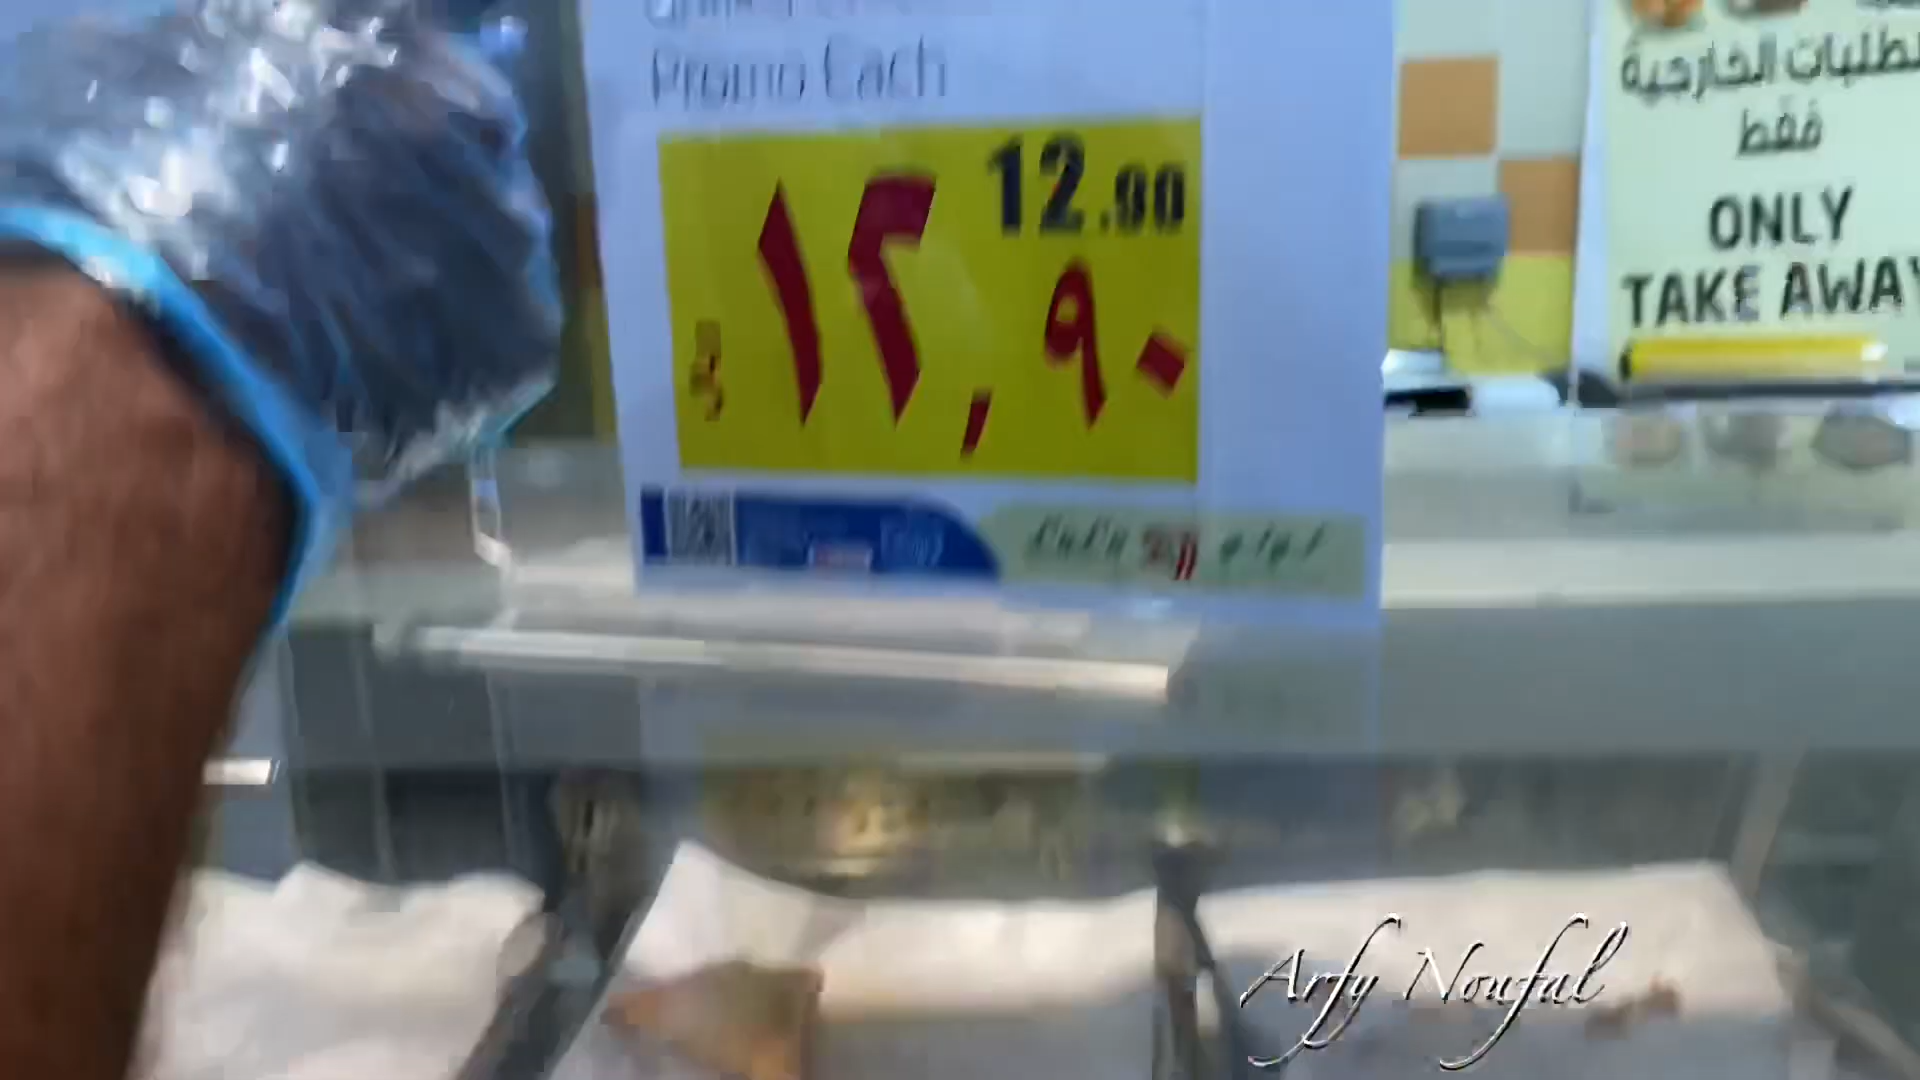 Promo Each
12.90
١٢,٩٠
الطلبات الخارجية
فقط
ONLY
TAKE AWAY
Arfy Noufal